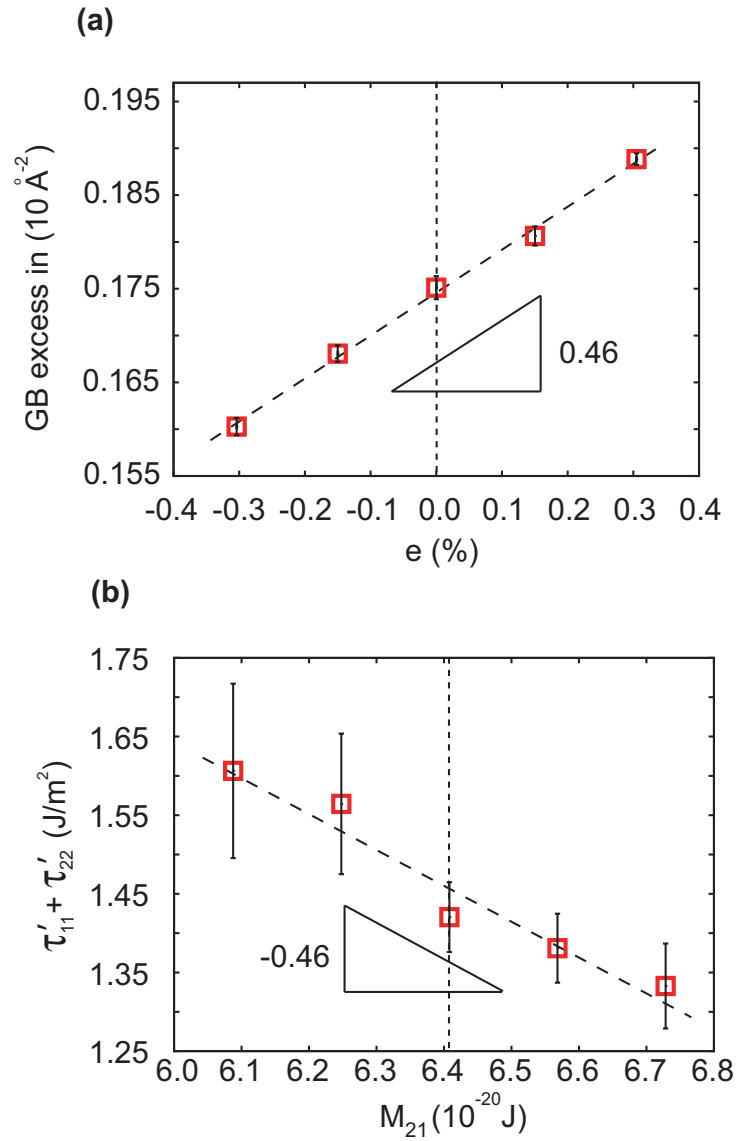 (a)
GB excess in (10 Å⁻²)
0.195
0.185
0.175
0.165
0.155
0.46
-0.4 -0.3 -0.2 -0.1 0.0 0.1 0.2 0.3 0.4
e (%)
(b)
τ′₁₁ + τ′₂₂ (J/m²)
1.75
1.65
1.55
1.45
1.35
1.25
-0.46
6.0 6.1 6.2 6.3 6.4 6.5 6.6 6.7 6.8
M₂₁ (10⁻²⁰ J)